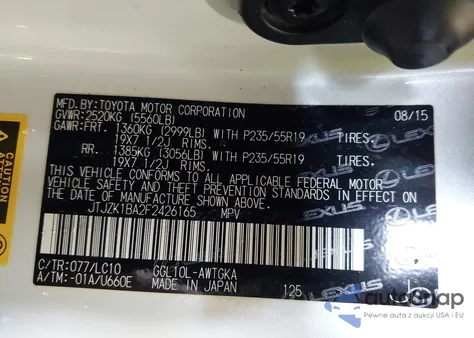 MFD.BY:TOYOTA MOTOR CORPORATION 08/15
GVWR:2520KG (5560LB)
GAWR:FRT. 1360KG (2999LB) WITH P235/55R19 TIRES,
19X7 1/2J RIMS.
RR. 1385KG (3056LB) WITH P235/55R19 TIRES,
19X7 1/2J RIMS.
THIS VEHICLE CONFORMS TO ALL APPLICABLE FEDERAL MOTOR
VEHICLE SAFETY, BUMPER, AND THEFT PREVENTION STANDARDS IN EFFECT ON
THE DATE OF MANUFACTURE SHOWN ABOVE.
JTJZK1BA2F2426165 MPV
C/TR:077/LC10 GGL10L-AWTGKA
A/TM:-01A/U660E MADE IN JAPAN 125
LEXUS
autosnap
Pewne auta z aukcji USA i EU